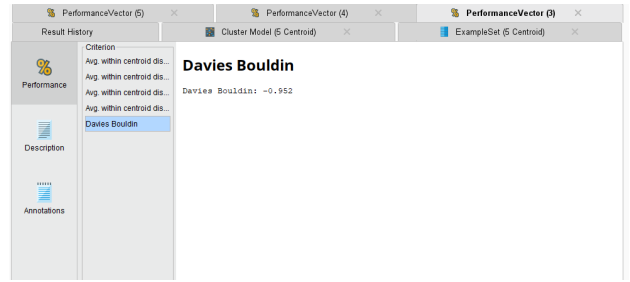 PerformanceVector (5)
PerformanceVector (4)
PerformanceVector (3)
Result History
Cluster Model (5 Centroid)
ExampleSet (5 Centroid)
Criterion
Avg. within centroid dis...
Avg. within centroid dis...
Avg. within centroid dis...
Avg. within centroid dis...
Davies Bouldin
%
Performance
Description
Annotations
Davies Bouldin
Davies Bouldin: -0.952